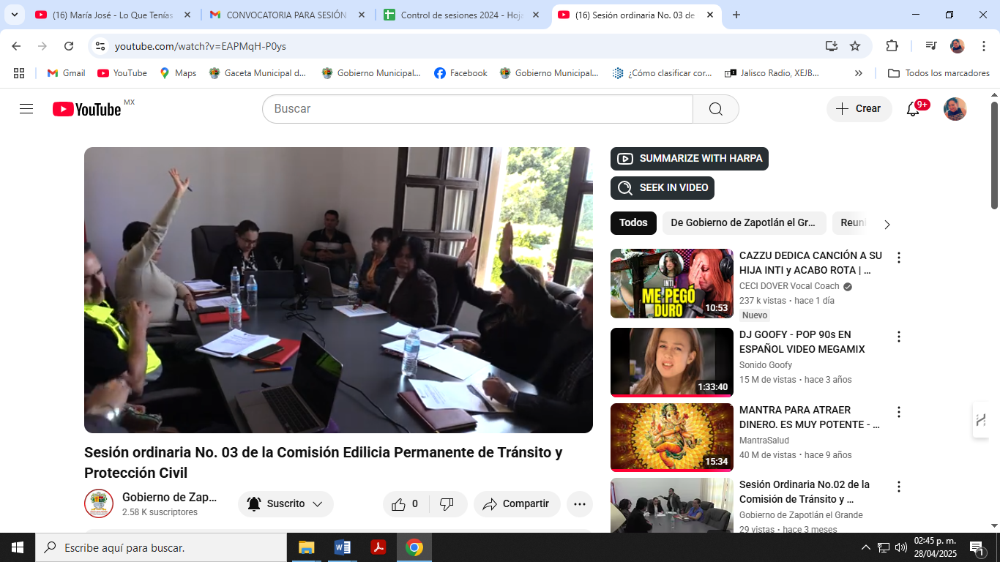 (16) María José - Lo Que Tenías
CONVOCATORIA PARA SESIÓN
Control de sesiones 2024 - Hoja
(16) Sesión ordinaria No. 03 de
youtube.com/watch?v=EAPMqH-P0ys
Gmail
YouTube
Maps
Gaceta Municipal d...
Gobierno Municipal...
Facebook
Gobierno Municipal...
¿Cómo clasificar cor...
Jalisco Radio, XEJB...
Todos los marcadores
YouTube MX
Buscar
Crear
9+
SUMMARIZE WITH HARPA
SEEK IN VIDEO
Todos
De Gobierno de Zapotlán el Gr...
Reuni
CAZZU DEDICA CANCIÓN A SU
HIJA INTI y ACABO ROTA | ...
CECI DOVER Vocal Coach
237 k vistas • hace 1 día
Nuevo
INTI
ME PEGÓ
DURO
10:53
DJ GOOFY - POP 90s EN
ESPAÑOL VIDEO MEGAMIX
Sonido Goofy
15 M de vistas • hace 3 años
1:33:40
MANTRA PARA ATRAER
DINERO. ES MUY POTENTE - ...
MantraSalud
40 M de vistas • hace 9 años
15:34
Sesión Ordinaria No.02 de la
Comisión de Tránsito y ...
Gobierno de Zapotlán el Grande
29 vistas • hace 3 meses
Sesión ordinaria No. 03 de la Comisión Edilicia Permanente de Tránsito y
Protección Civil
Gobierno de Zap...
2.58 K suscriptores
Suscrito
0
Compartir
Escribe aquí para buscar.
02:45 p. m.
28/04/2025
1